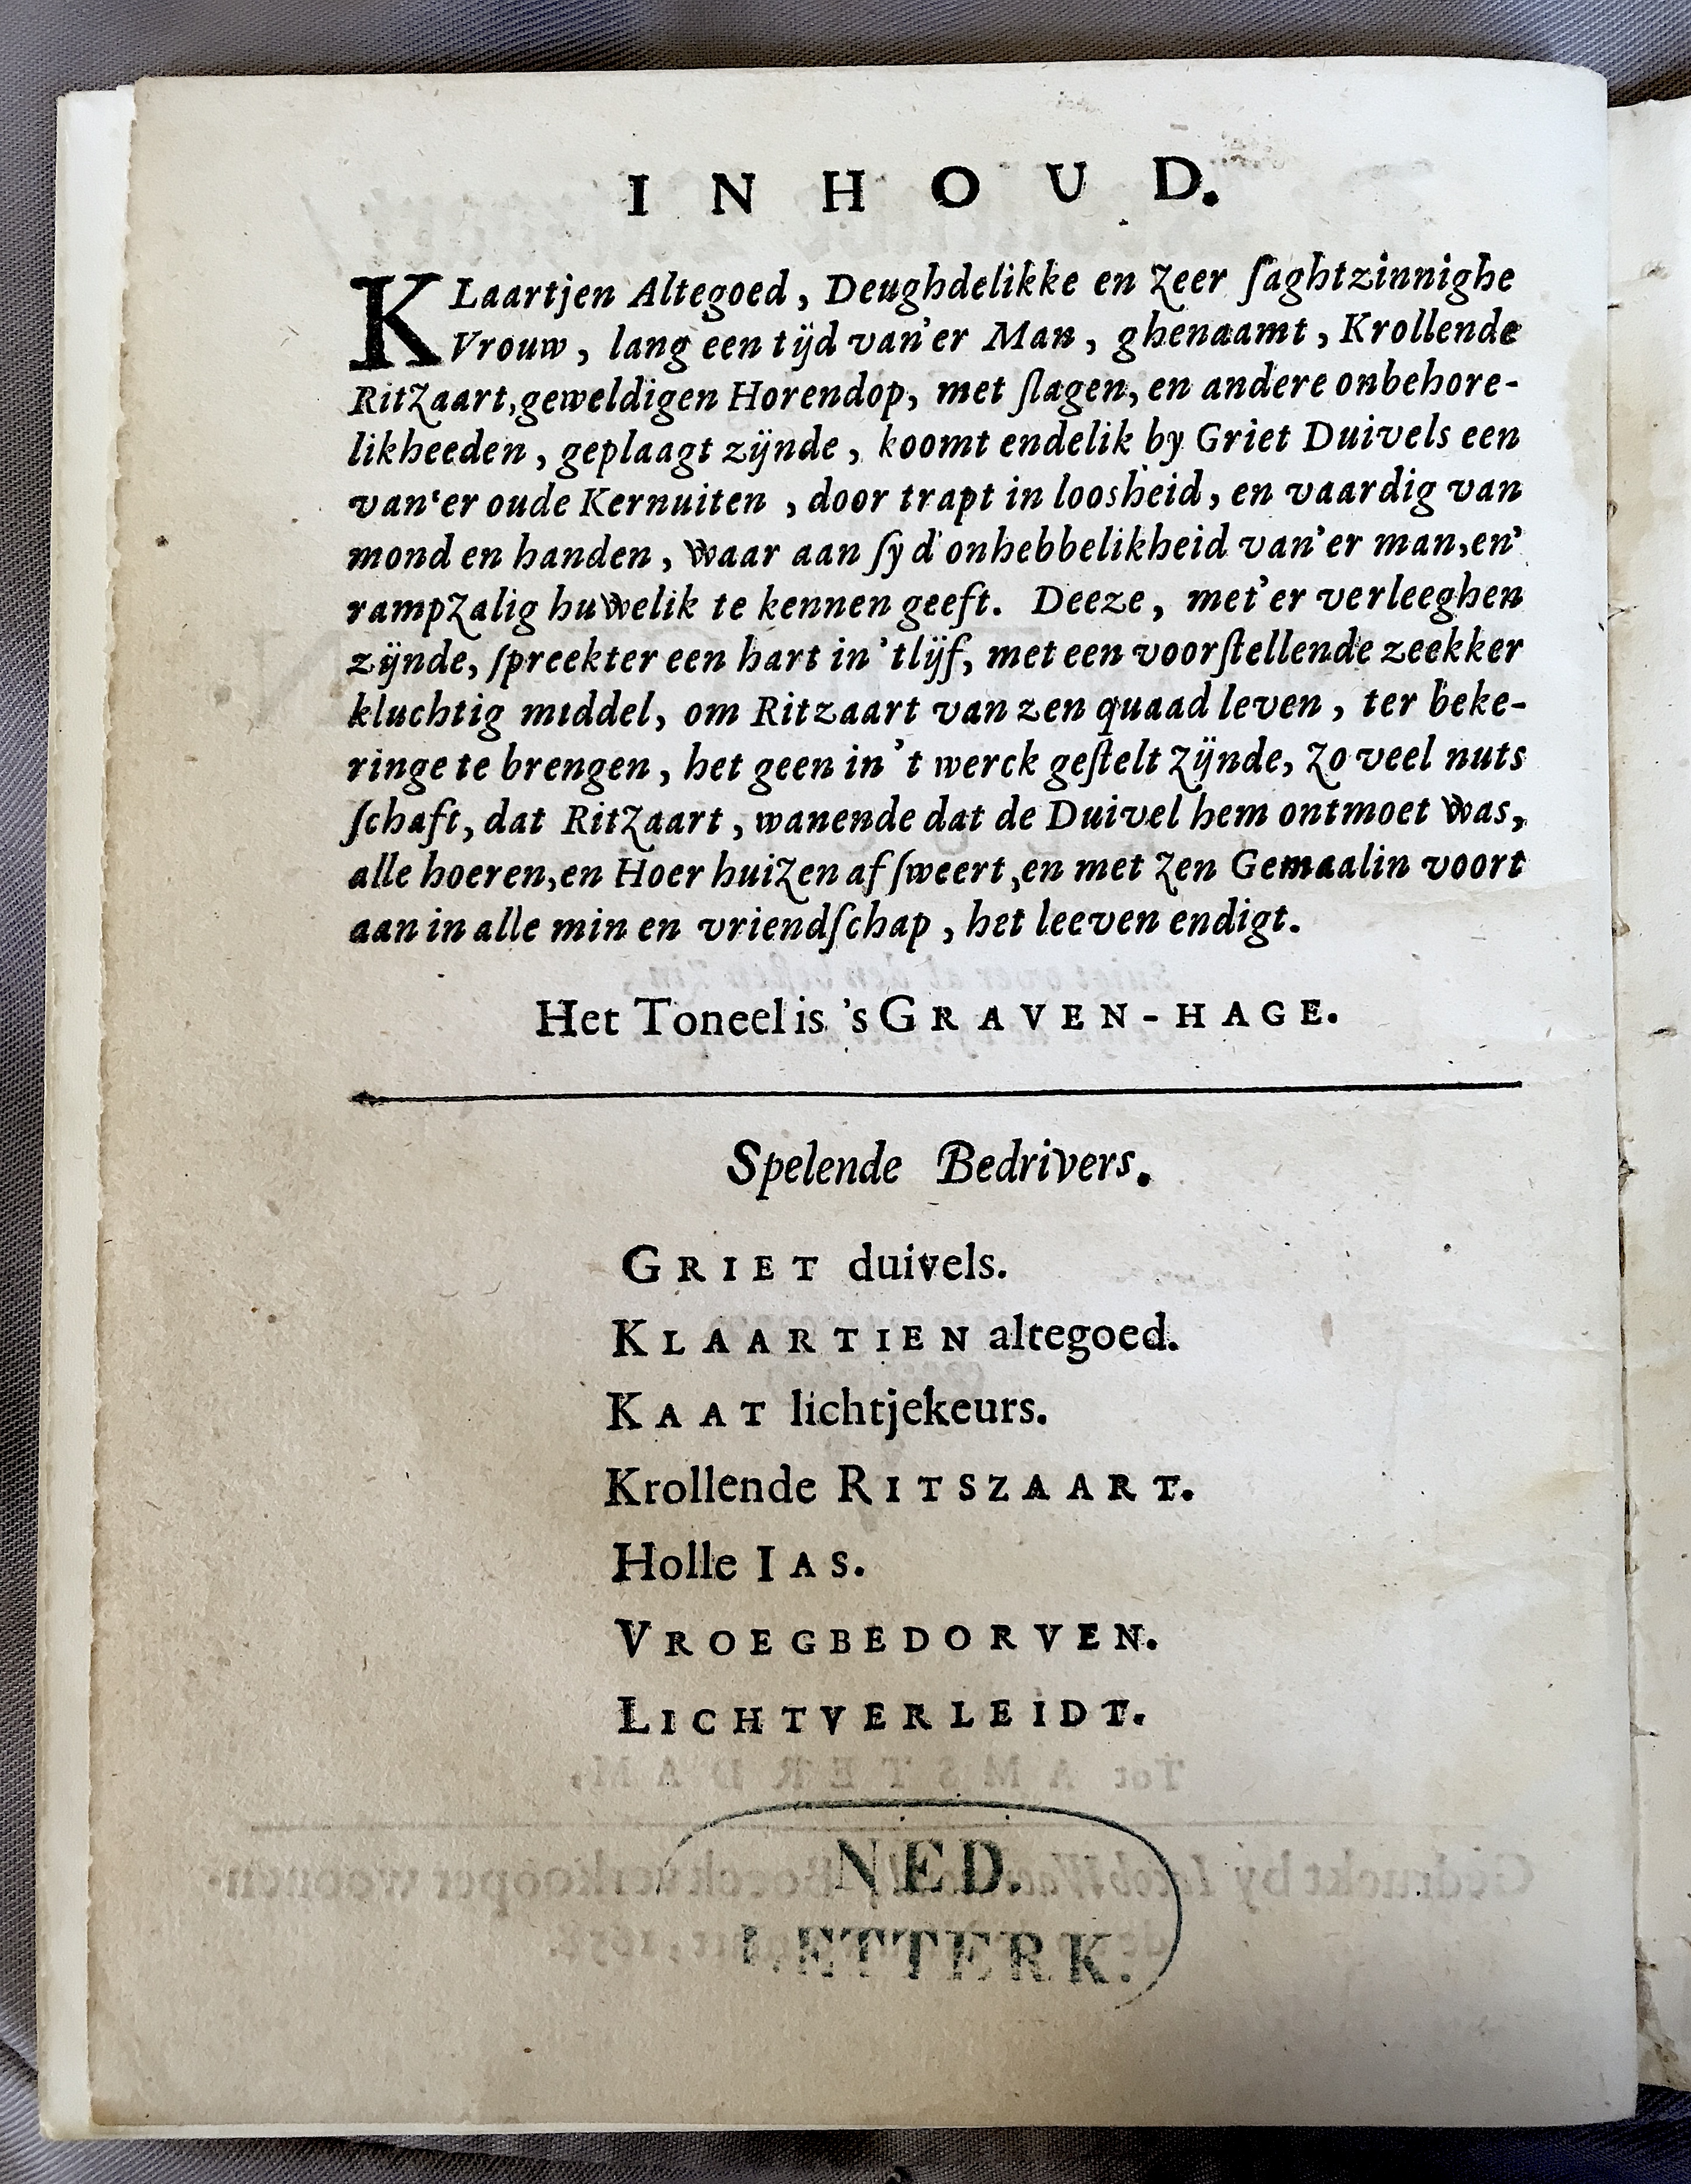 INHOUD.
KLaartjen Altegoed, Deughdelikke en zeer ſaghtzinnighe
Vrouw, lang een tijd van'er Man, ghenaamt, Krollende
Ritzaart,geweldigen Horendop, met ſlagen, en andere onbehore-
likheeden, geplaagt zijnde, koomt endelik by Griet Duivels een
van'er oude Kernuiten, door trapt in loosheid, en vaardig van
mond en handen, waar aan ſy d'onhebbelikheid van'er man,en'
rampzalig huwelik te kennen geeft. Deeze, met'er verleeghen
zijnde, ſpreekter een hart in 'tlijf, met een voorſtellende zeekker
kluchtig middel, om Ritzaart van zen quaad leven, ter beke-
ringe te brengen, het geen in 't werck geſtelt zijnde, zo veel nuts
ſchaft, dat Ritzaart, wanende dat de Duivel hem ontmoet was,
alle hoeren,en Hoer huizen af ſweert,en met zen Gemaalin voort
aan in alle min en vriendſchap, het leeven endigt.
Het Toneel is 'sGRAVEN-HAGE.
Spelende Bedrivers.
GRIET duivels.
KLAARTIEN altegoed.
KAAT lichtjekeurs.
Krollende RITSZAART.
Holle IAS.
VROEGBEDORVEN.
LICHTVERLEIDT.
NED.
LETTERK.